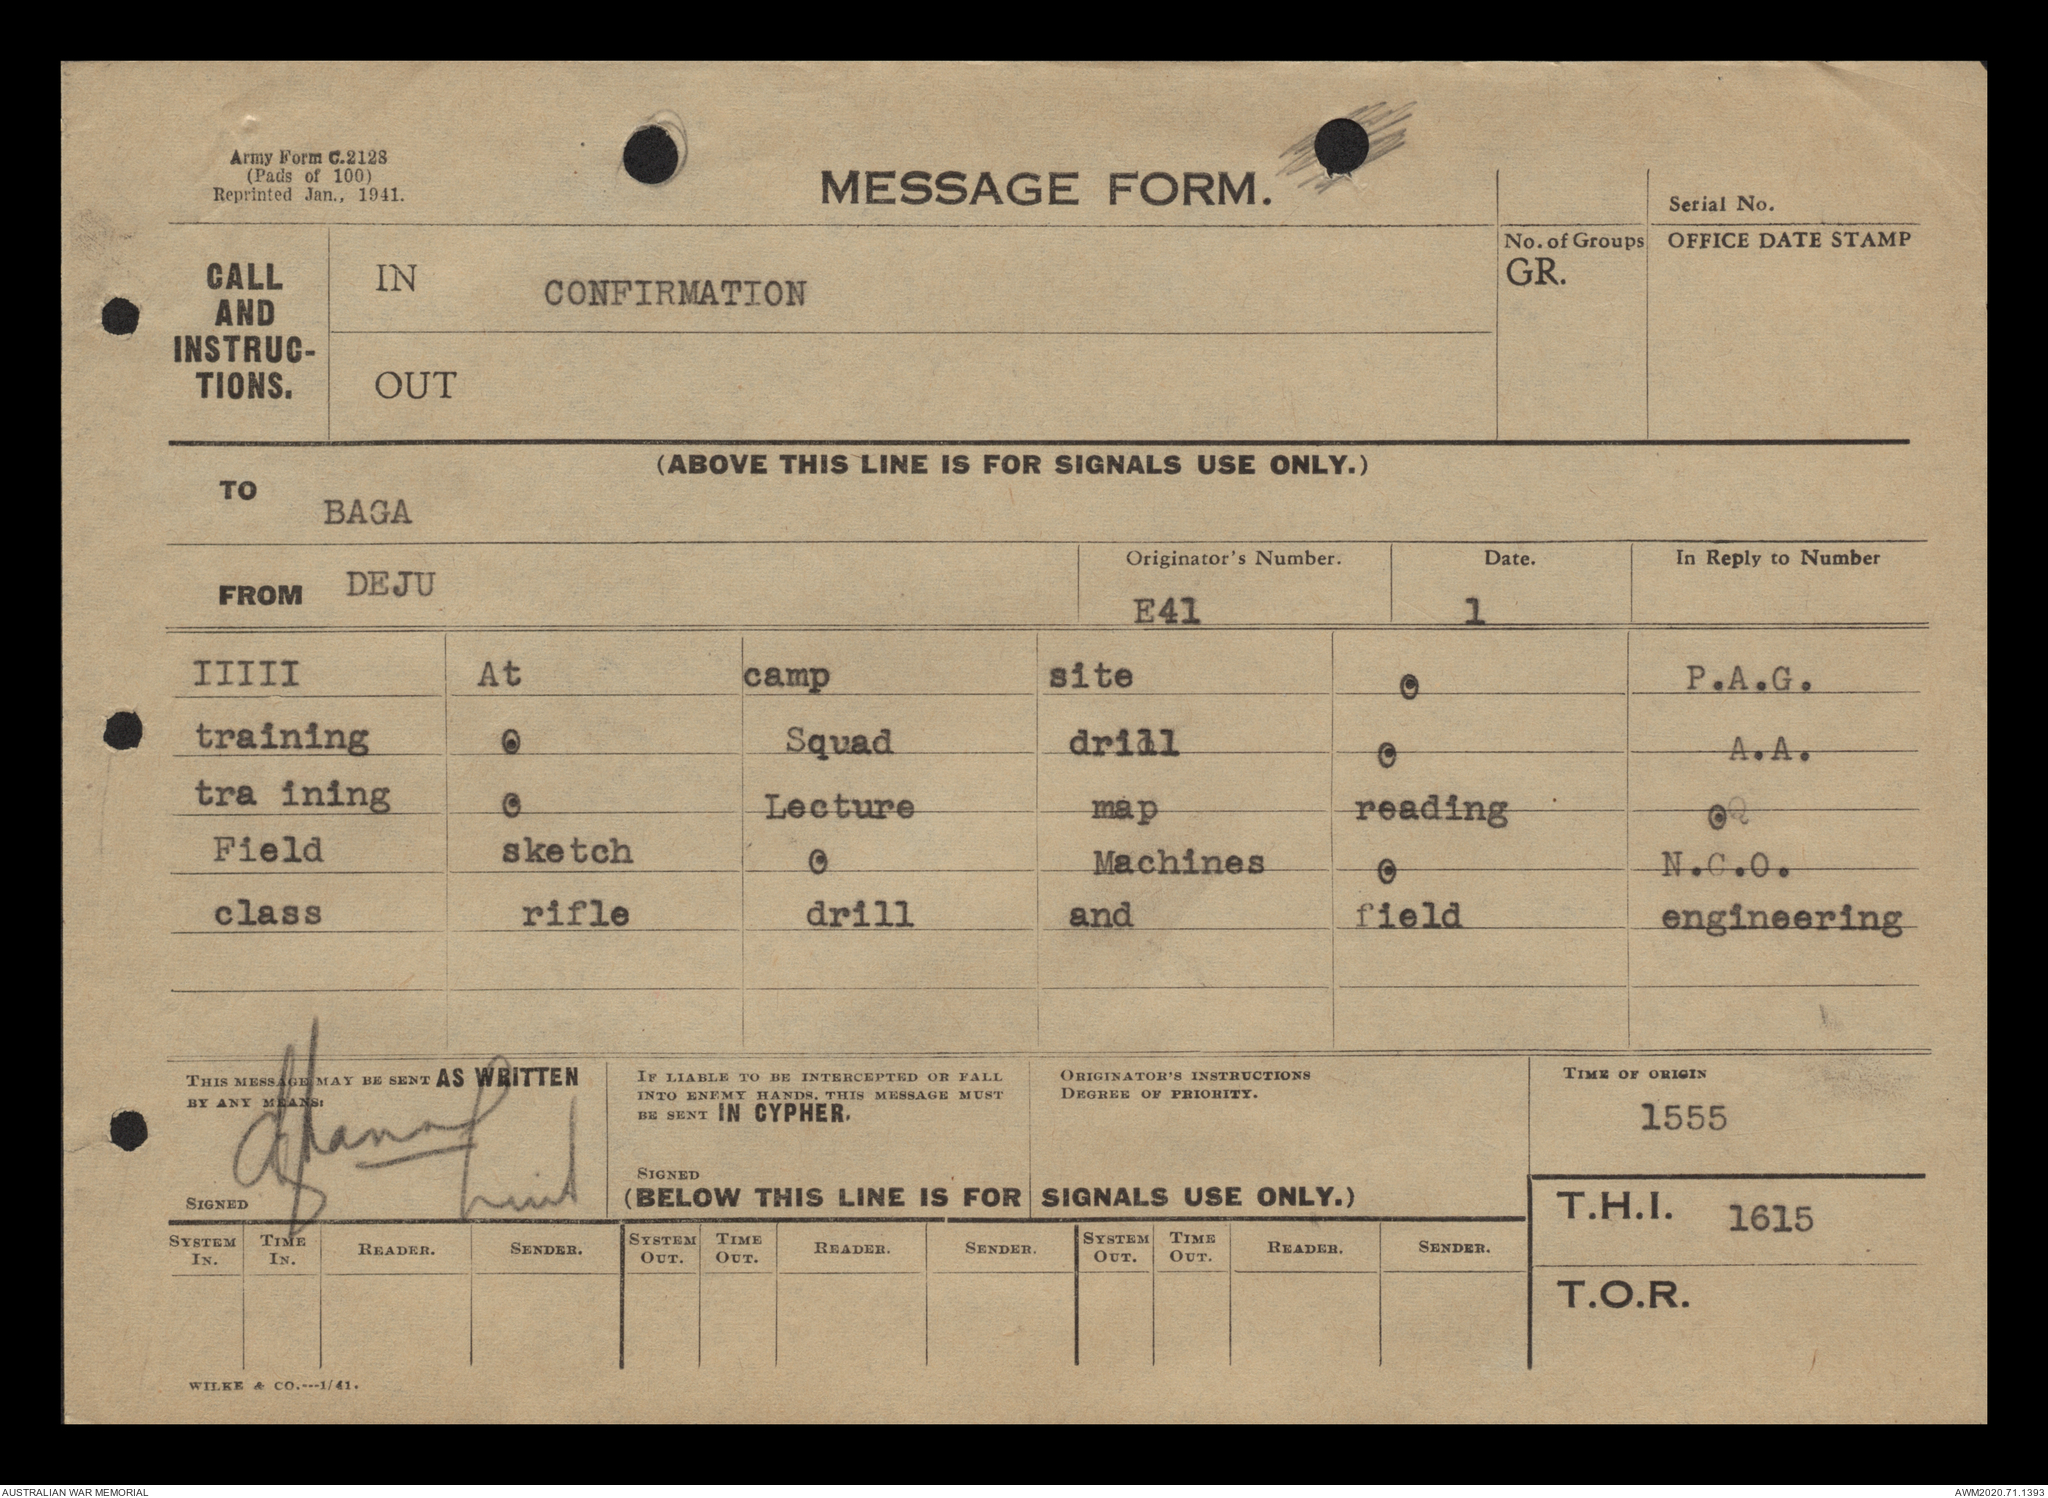 Army Form C.2128
(Pads of 100)
Reprinted Jan., 1941.
MESSAGE FORM.
Serial No.
CALL
AND
INSTRUC-
TIONS.
IN CONFIRMATION
OUT
No. of Groups
GR.
OFFICE DATE STAMP
(ABOVE THIS LINE IS FOR SIGNALS USE ONLY.)
TO BAGA
FROM DEJU
Originator's Number.
E41
Date.
1
In Reply to Number
IIIII At camp site P.A.G.
training Squad drill A.A.
tra ining Lecture map reading
Field sketch Machines N.C.O.
class rifle drill and field engineering
THIS MESSAGE MAY BE SENT AS WRITTEN
BY ANY MEANS:
SIGNED
IF LIABLE TO BE INTERCEPTED OR FALL
INTO ENEMY HANDS, THIS MESSAGE MUST
BE SENT IN CYPHER.
SIGNED
ORIGINATOR'S INSTRUCTIONS
DEGREE OF PRIORITY.
TIME OF ORIGIN
1555
(BELOW THIS LINE IS FOR SIGNALS USE ONLY.)
T.H.I. 1615
T.O.R.
SYSTEM IN. TIME IN. READER. SENDER. SYSTEM OUT. TIME OUT. READER. SENDER. SYSTEM OUT. TIME OUT. READER. SENDER.
WILKE & CO.---1/41.
AUSTRALIAN WAR MEMORIAL
AWM2020.71.1393